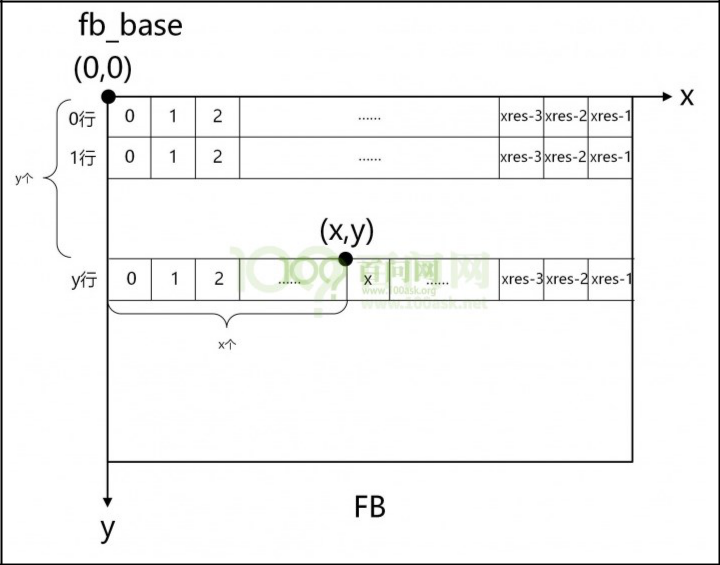 fb_base
(0,0)
x
0行 0 1 2 ...... xres-3 xres-2 xres-1
1行 0 1 2 ...... xres-3 xres-2 xres-1
y个
(x,y)
100ask 百问网
y行 0 1 2 ...... x ...... xres-3 xres-2 xres-1
www.100ask.org
www.100ask.net
x个
FB
y